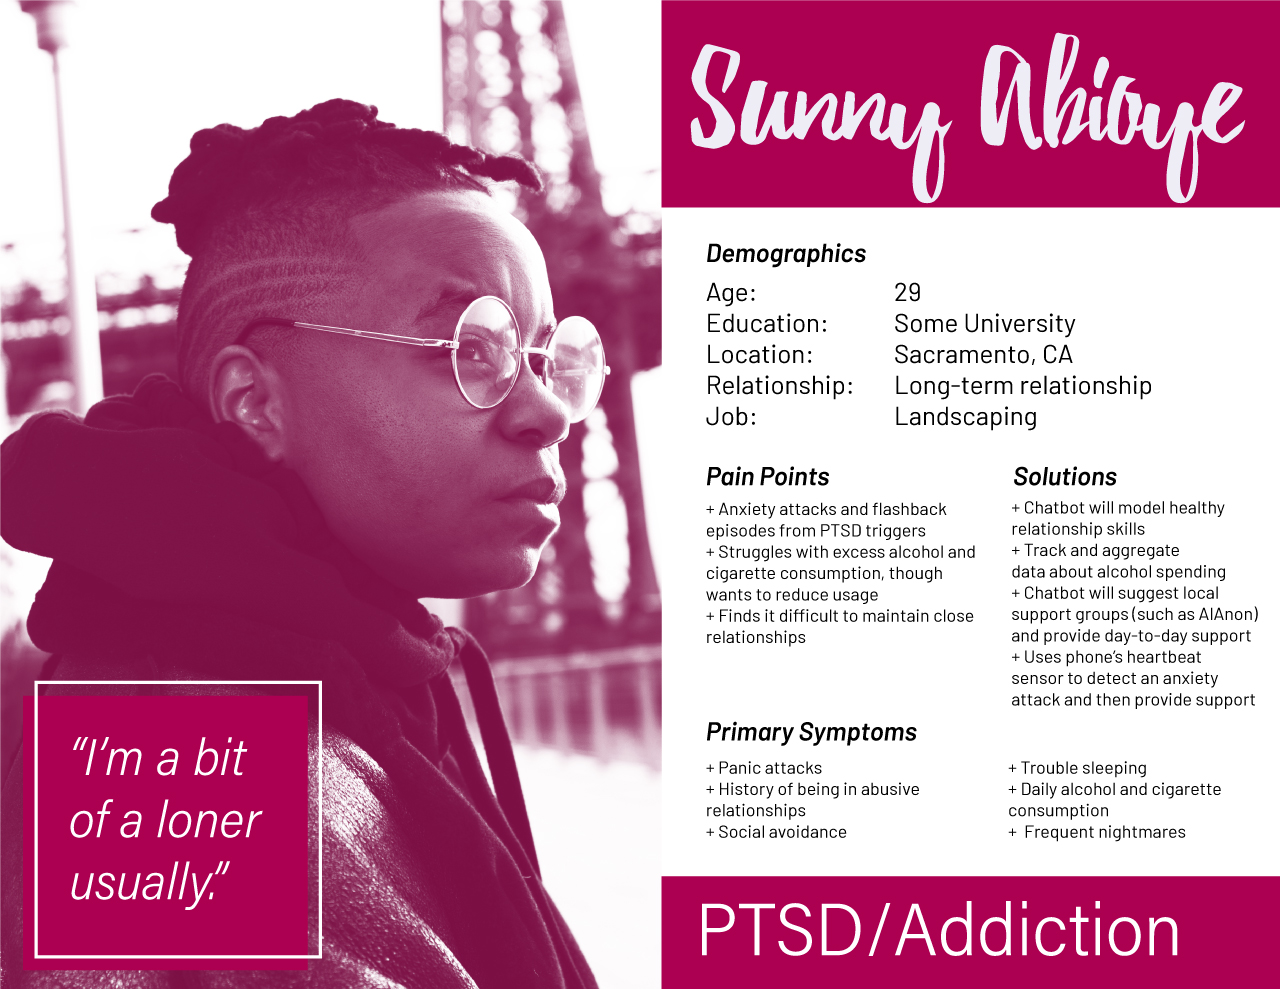 Sunny Abioye
Demographics
Age: 29
Education: Some University
Location: Sacramento, CA
Relationship: Long-term relationship
Job: Landscaping
Pain Points
+ Anxiety attacks and flashback
episodes from PTSD triggers
+ Struggles with excess alcohol and
cigarette consumption, though
wants to reduce usage
+ Finds it difficult to maintain close
relationships
Solutions
+ Chatbot will model healthy
relationship skills
+ Track and aggregate
data about alcohol spending
+ Chatbot will suggest local
support groups (such as AlAnon)
and provide day-to-day support
+ Uses phone’s heartbeat
sensor to detect an anxiety
attack and then provide support
Primary Symptoms
+ Panic attacks
+ History of being in abusive
relationships
+ Social avoidance
+ Trouble sleeping
+ Daily alcohol and cigarette
consumption
+ Frequent nightmares
“I’m a bit
of a loner
usually.”
PTSD/Addiction